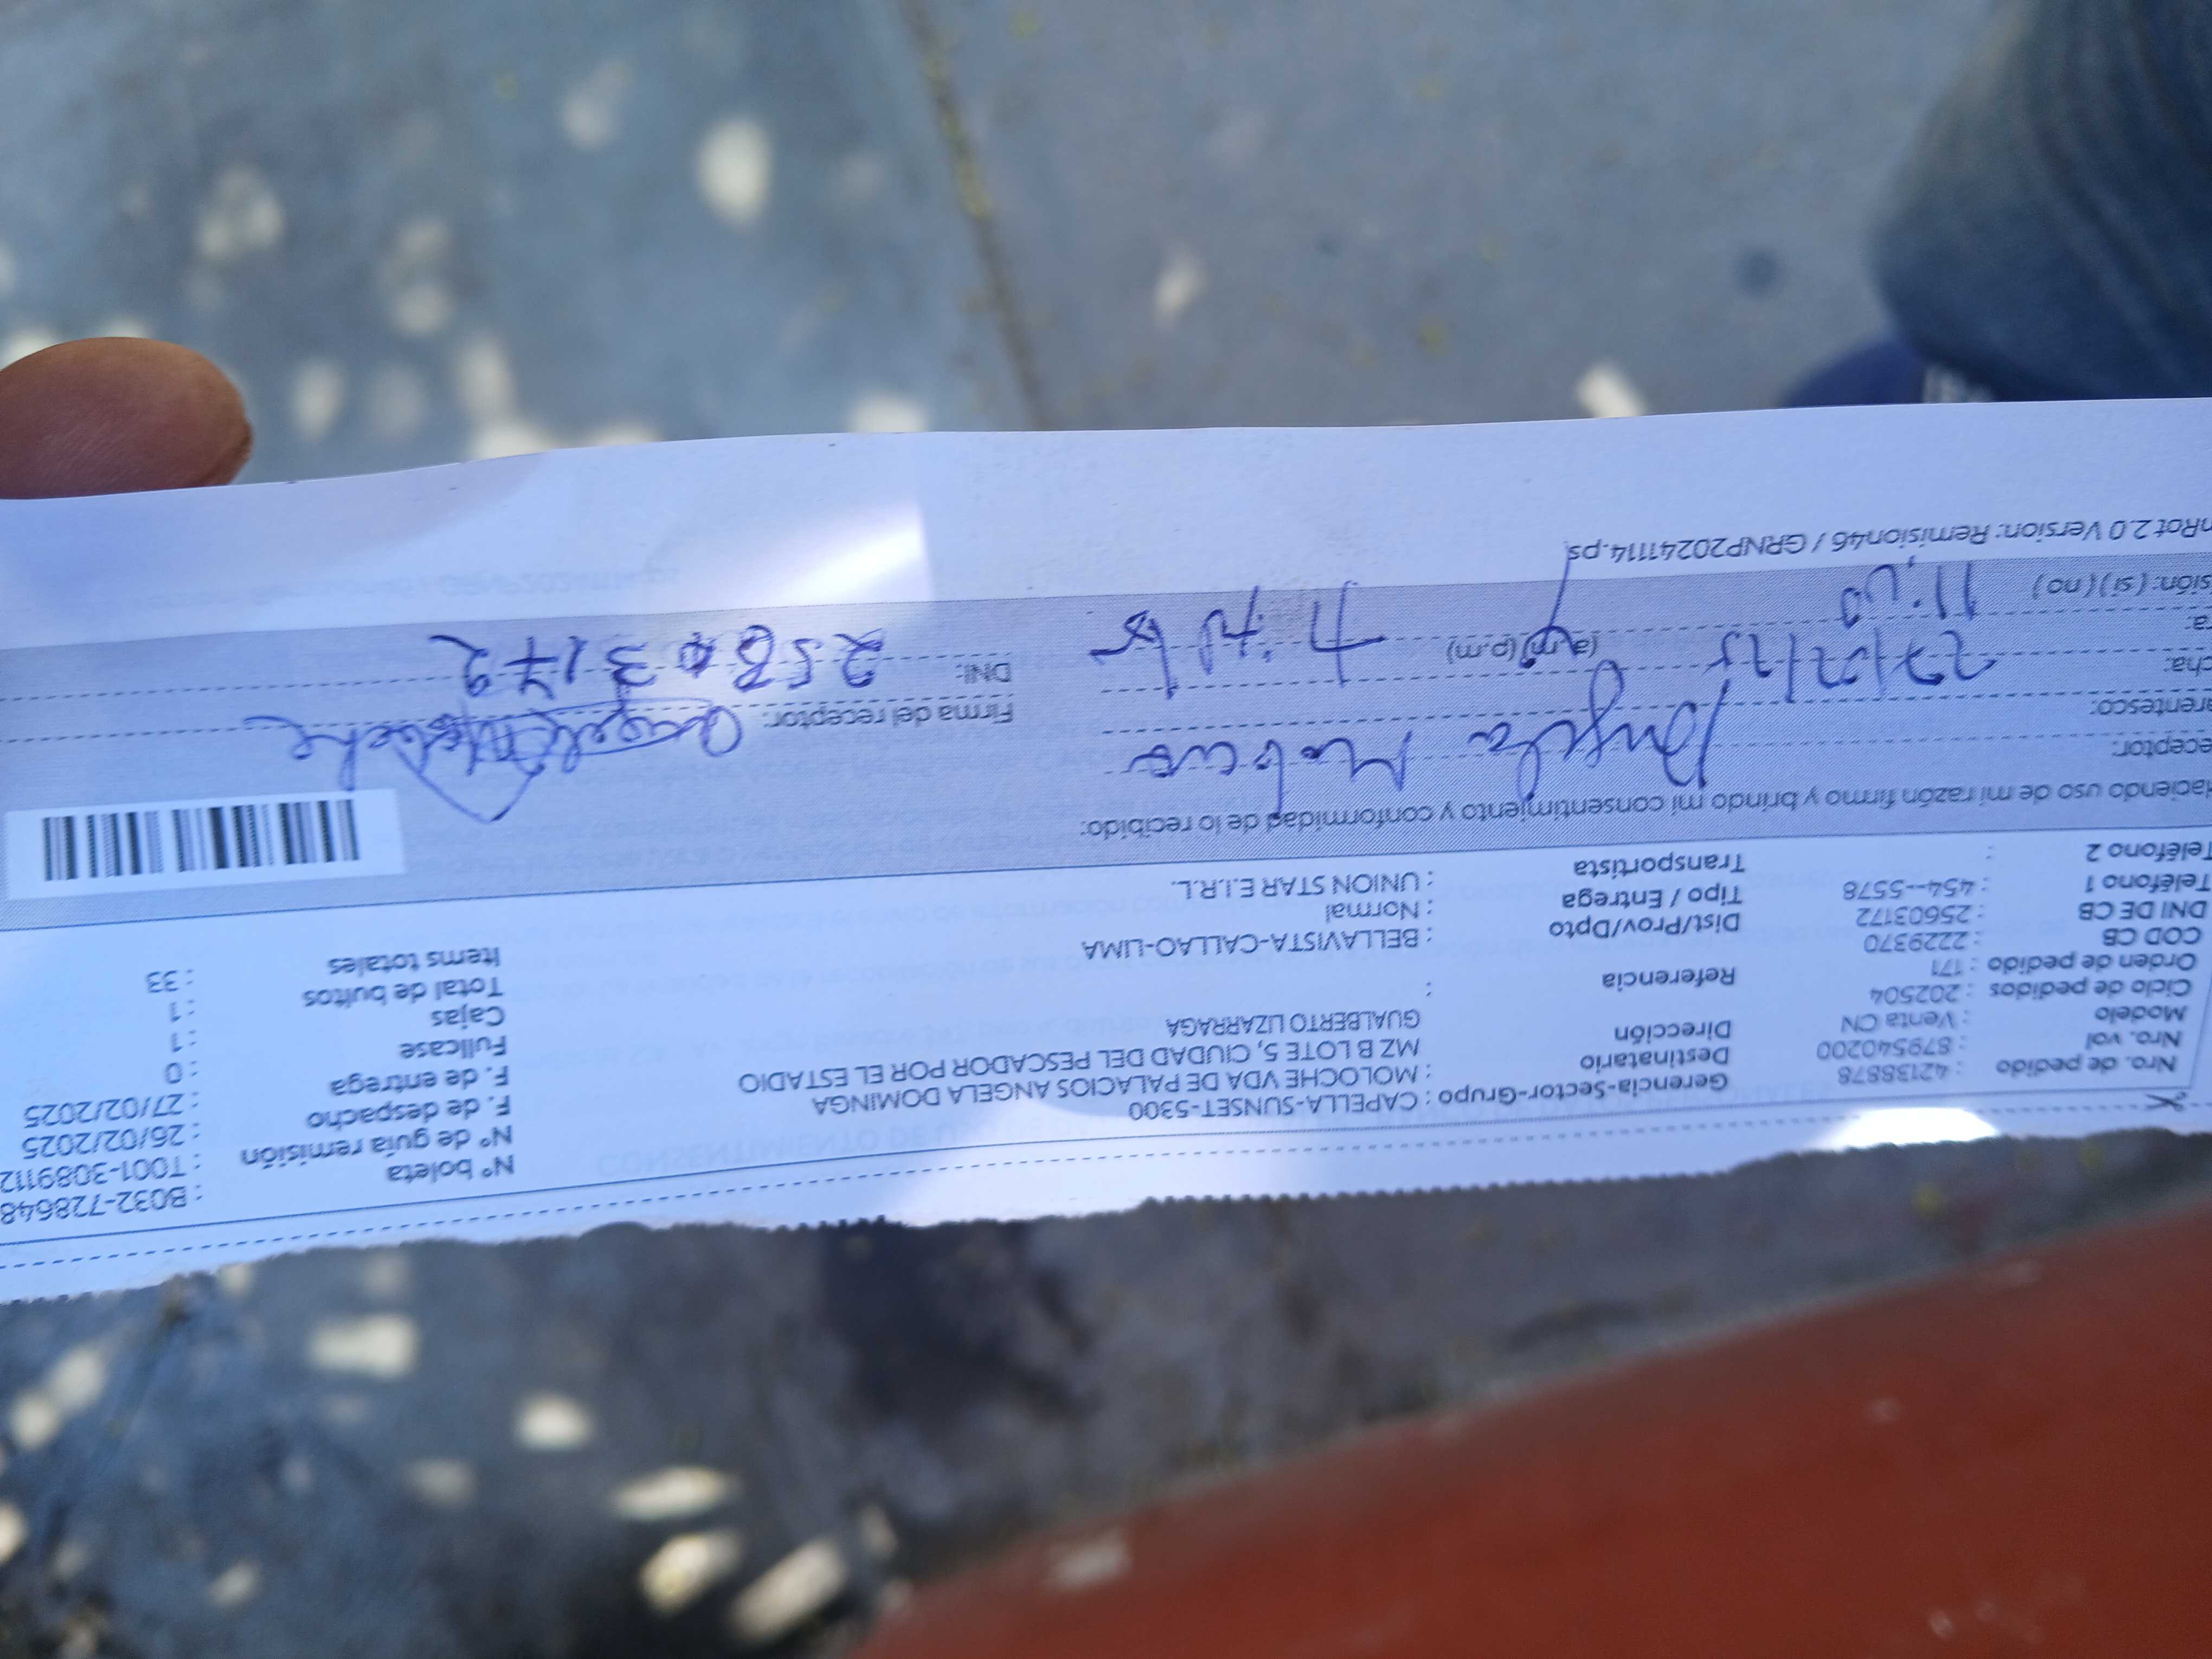 Nro. de pedido : 42138878
Nro. vol : 879540200
Modelo : Venta CN
Ciclo de pedidos : 202504
Orden de pedido : 171
COD CB : 2229370
DNI DE CB : 25603172
Teléfono 1 : 454--5578
Teléfono 2 :
Gerencia-Sector-Grupo : CAPELLA-SUNSET-5300
Destinatario : MOLOCHE VDA DE PALACIOS ANGELA DOMINGA
Dirección MZ B LOTE 5, CIUDAD DEL PESCADOR POR EL ESTADIO
GUALBERTO LIZARRAGA
Referencia :
Dist/Prov/Dpto : BELLAVISTA-CALLAO-LIMA
Tipo / Entrega : Normal
Transportista : UNION STAR E.I.R.L.
Nº boleta : B032-728648
Nº de guia remisión : T001-3089112
F. de despacho : 26/02/2025
F. de entrega : 27/02/2025
Fullcase : 0
Cajas : 1
Total de bultos : 1
Items totales : 33
Haciendo uso de mi razón firmo y brindo mi consentimiento y conformidad de lo recibido:
eceptor: Angela
arentesco:
cha: 27/02/25
ra: 11:00 (a.m) (p.m)
sión: (si) (no)
Firma del receptor: Angela Moloche
DNI: 25603172
nRot 2.0 Version: Remision46 / GRNP20241114.ps